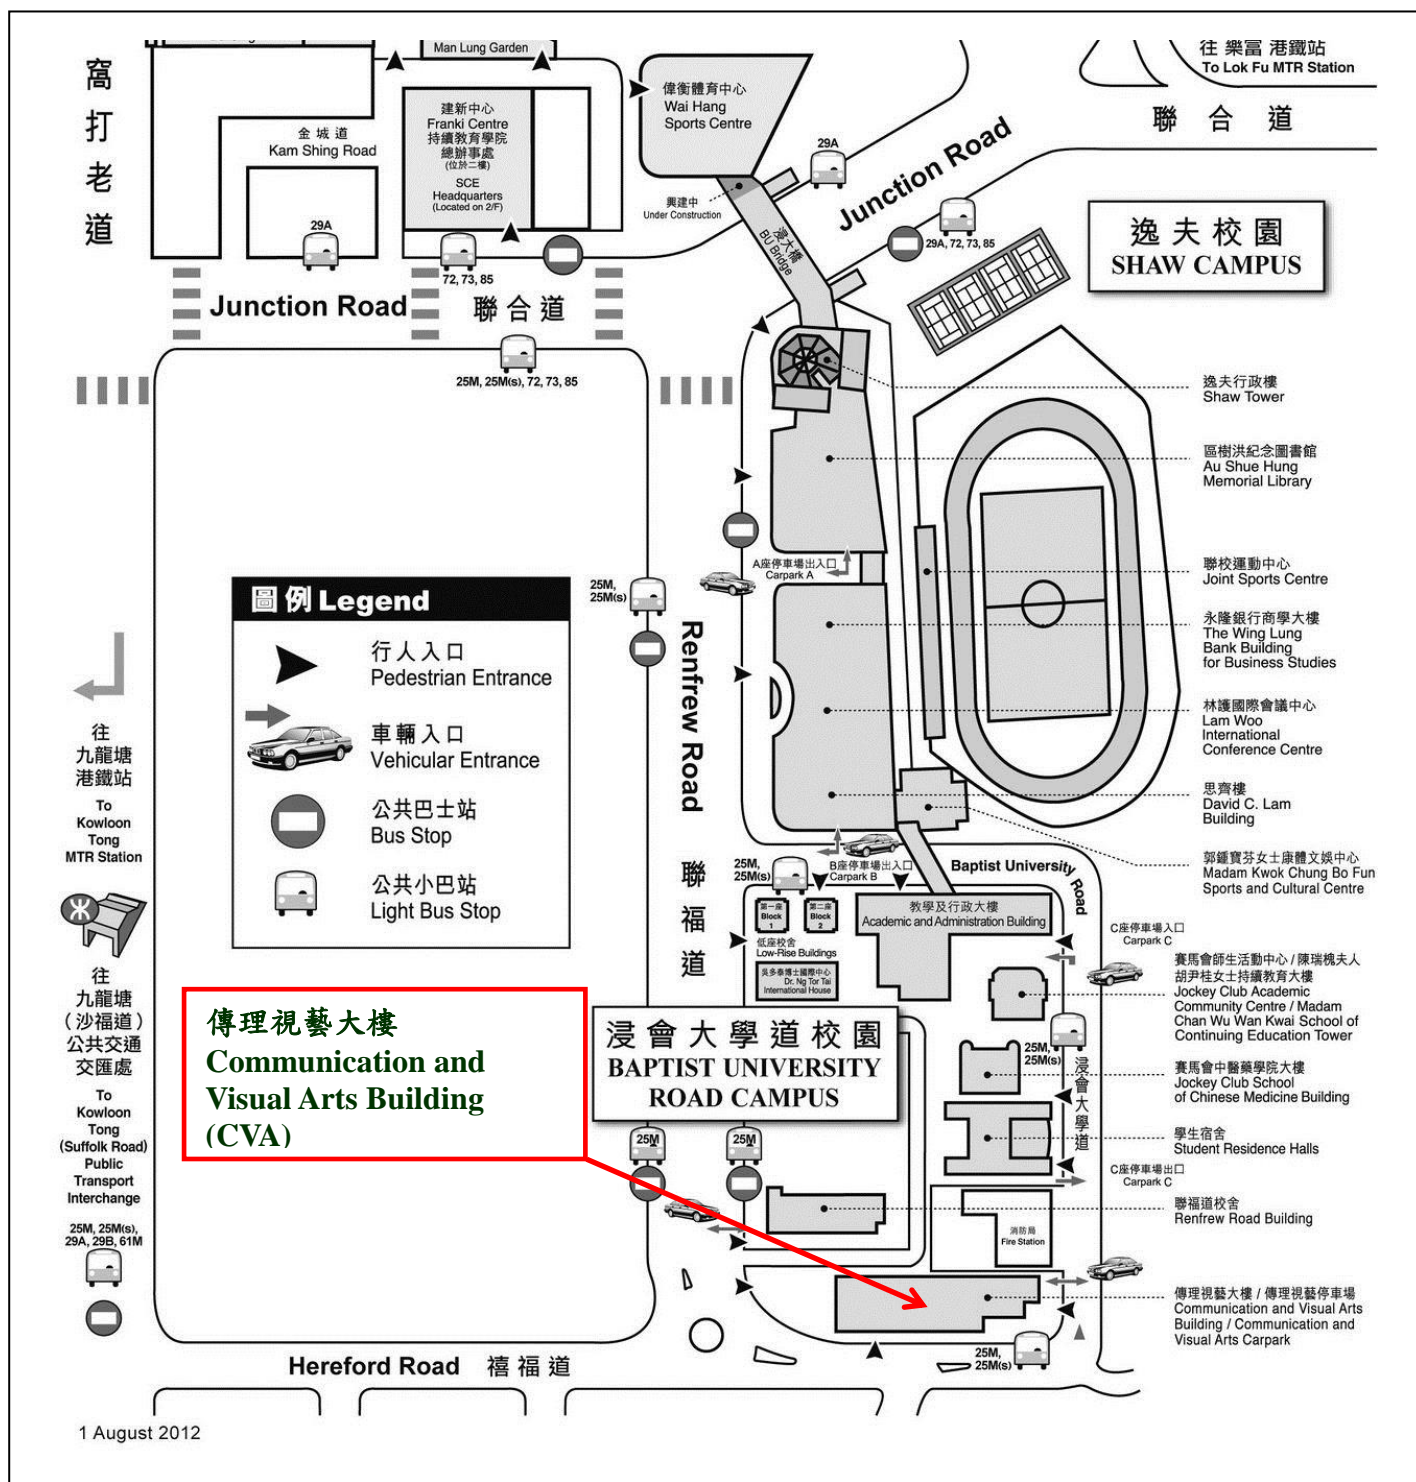 Man Lung Garden
窩打老道
金城道
Kam Shing Road
建新中心
Franki Centre
持續教育學院
總辦事處
(位於二樓)
SCE
Headquarters
(Located on 2/F)
偉衡體育中心
Wai Hang
Sports Centre
往 樂富 港鐵站
To Lok Fu MTR Station
聯合道
Junction Road
29A
興建中
Under Construction
浸大橋
BU Bridge
29A, 72, 73, 85
逸夫校園
SHAW CAMPUS
29A
72, 73, 85
Junction Road 聯合道
25M, 25M(s), 72, 73, 85
逸夫行政樓
Shaw Tower
區樹洪紀念圖書館
Au Shue Hung
Memorial Library
A座停車場出入口
Carpark A
聯校運動中心
Joint Sports Centre
永隆銀行商學大樓
The Wing Lung
Bank Building
for Business Studies
林護國際會議中心
Lam Woo
International
Conference Centre
思齊樓
David C. Lam
Building
郭鍾寶芬女士康體文娛中心
Madam Kwok Chung Bo Fun
Sports and Cultural Centre
圖例 Legend
行人入口
Pedestrian Entrance
車輛入口
Vehicular Entrance
公共巴士站
Bus Stop
公共小巴站
Light Bus Stop
25M,
25M(s)
Renfrew Road
聯福道
往
九龍塘
港鐵站
To
Kowloon
Tong
MTR Station
往
九龍塘
（沙福道）
公共交通
交匯處
To
Kowloon
Tong
(Suffolk Road)
Public
Transport
Interchange
25M, 25M(s),
29A, 29B, 61M
25M,
25M(s)
B座停車場出入口
Carpark B
Baptist University
Road
第一座
Block
1
第二座
Block
2
低座校舍
Low-Rise Buildings
吳多泰博士國際中心
Dr. Ng Tor Tai
International House
教學及行政大樓
Academic and Administration Building
C座停車場入口
Carpark C
賽馬會師生活動中心 / 陳瑞槐夫人
胡尹桂女士持續教育大樓
Jockey Club Academic
Community Centre / Madam
Chan Wu Wan Kwai School of
Continuing Education Tower
25M,
25M(s)
浸會大學道
賽馬會中醫藥學院大樓
Jockey Club School
of Chinese Medicine Building
學生宿舍
Student Residence Halls
C座停車場出口
Carpark C
浸會大學道校園
BAPTIST UNIVERSITY
ROAD CAMPUS
傳理視藝大樓
Communication and
Visual Arts Building
(CVA)
25M
25M
聯福道校舍
Renfrew Road Building
消防局
Fire Station
傳理視藝大樓 / 傳理視藝停車場
Communication and Visual Arts
Building / Communication and
Visual Arts Carpark
25M,
25M(s)
Hereford Road 禧福道
1 August 2012